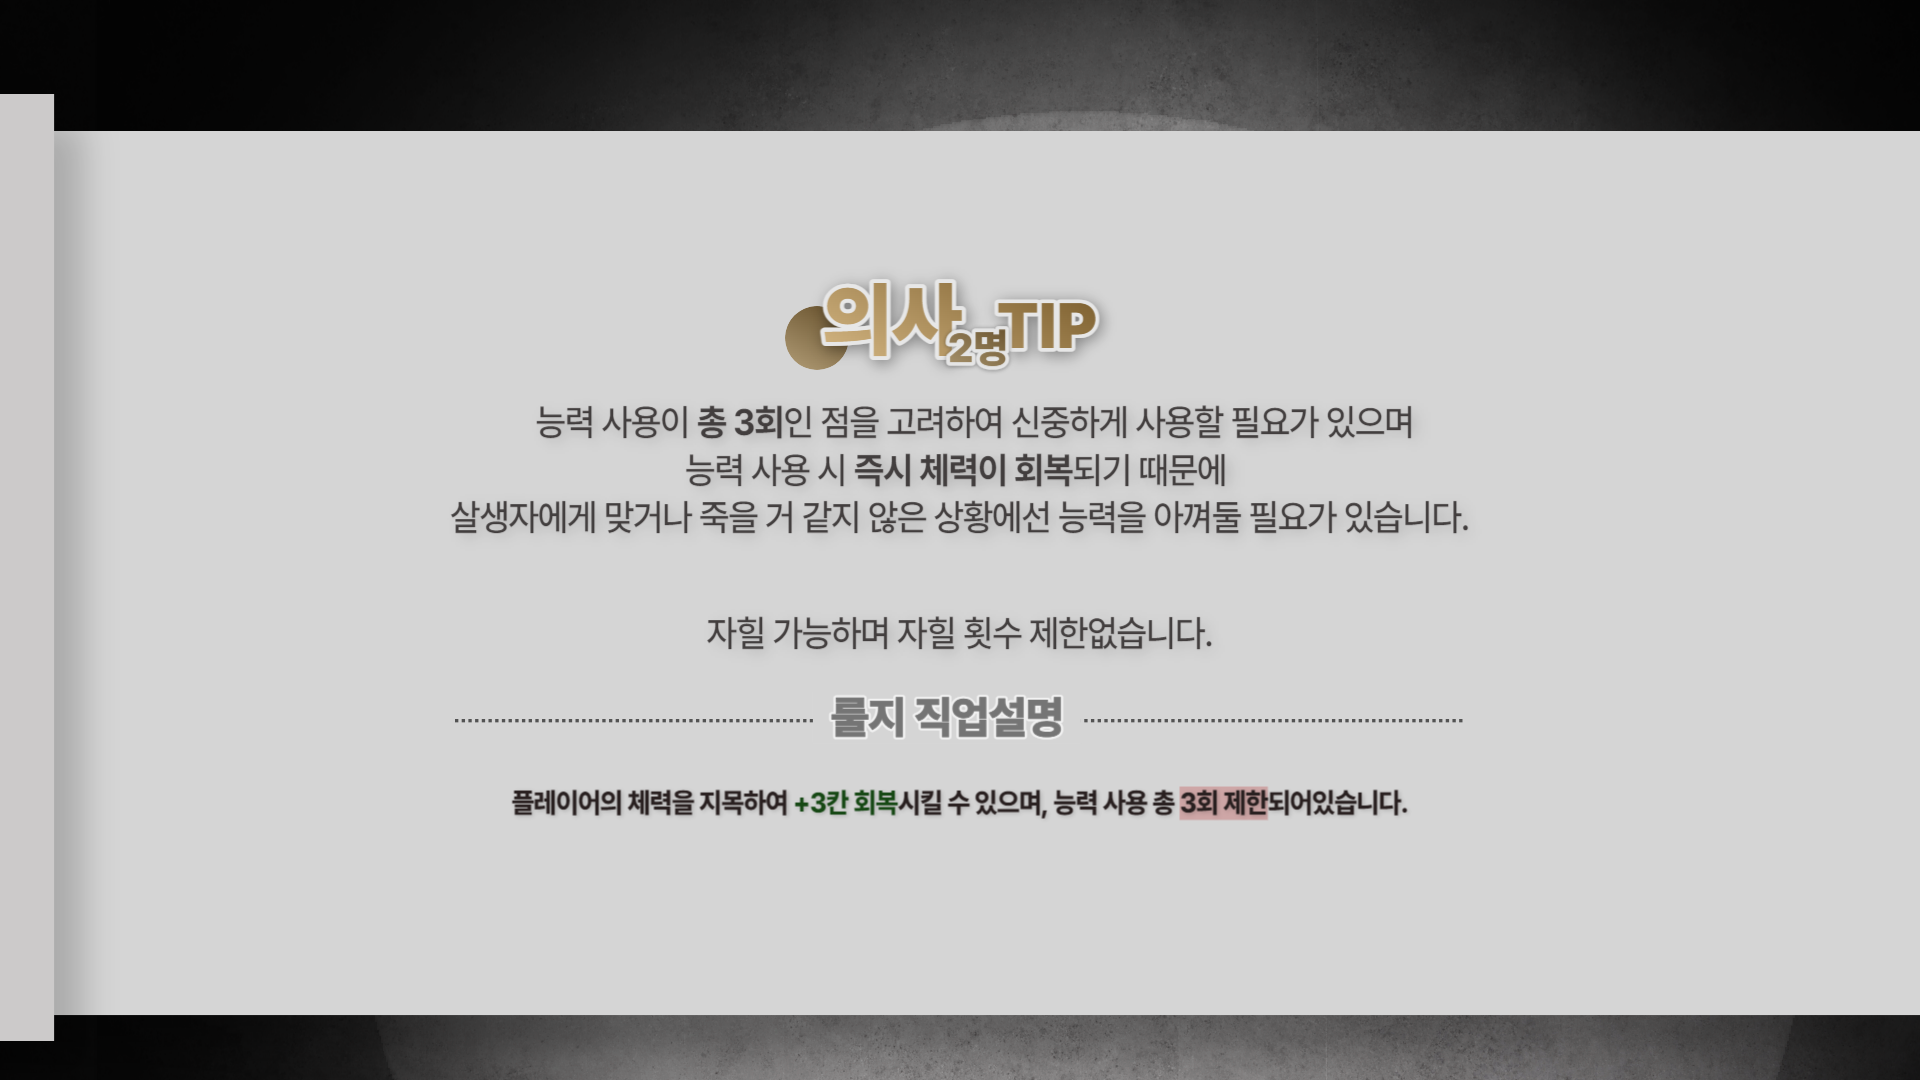 의사 2명 TIP
능력 사용이 총 3회인 점을 고려하여 신중하게 사용할 필요가 있으며
능력 사용 시 즉시 체력이 회복되기 때문에
살생자에게 맞거나 죽을 거 같지 않은 상황에선 능력을 아껴둘 필요가 있습니다.
자힐 가능하며 자힐 횟수 제한없습니다.
룰지 직업설명
플레이어의 체력을 지목하여 +3칸 회복시킬 수 있으며, 능력 사용 총 3회 제한되어있습니다.